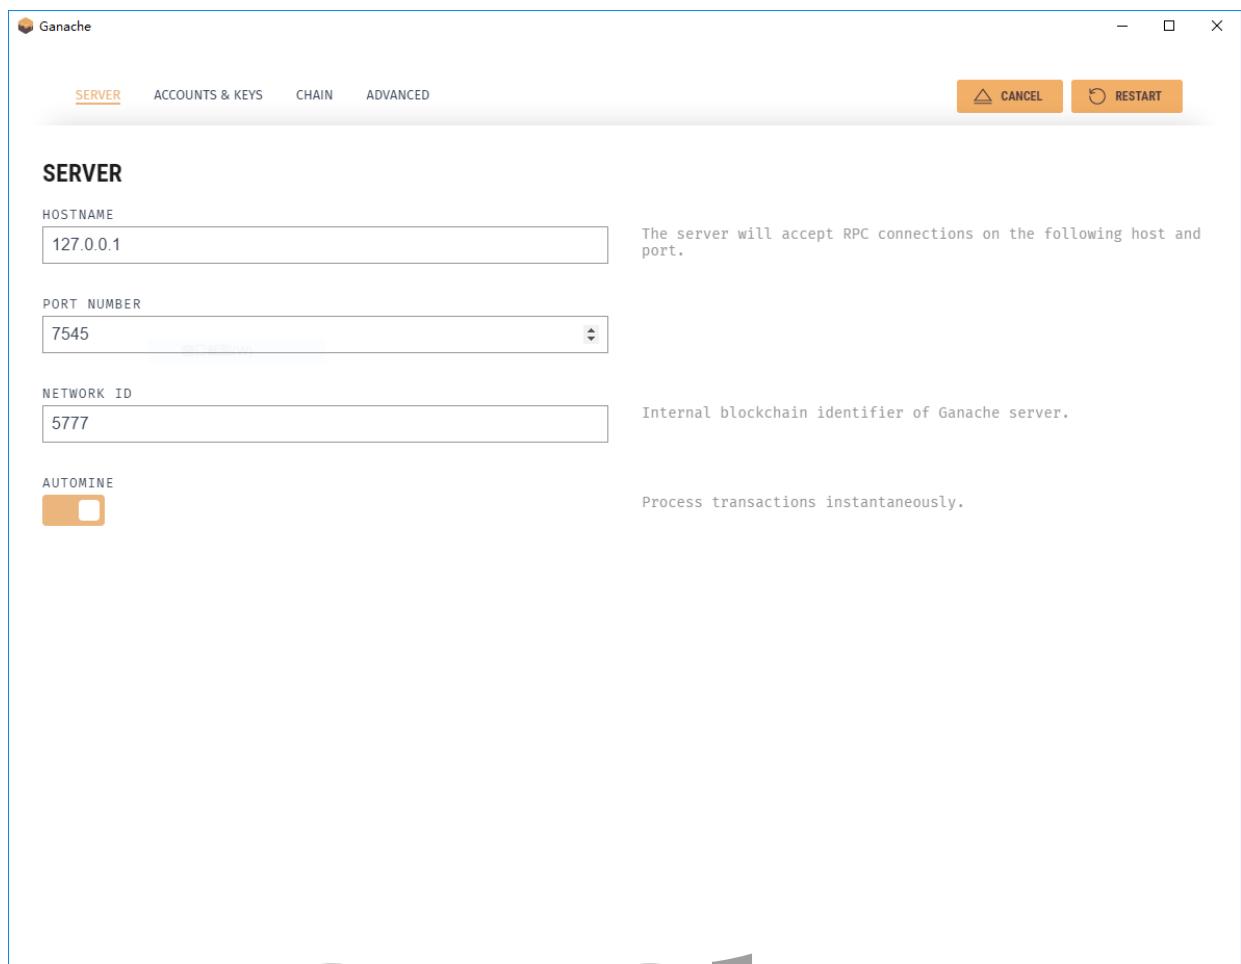 Ganache
SERVER ACCOUNTS & KEYS CHAIN ADVANCED CANCEL RESTART
SERVER
HOSTNAME
127.0.0.1
The server will accept RPC connections on the following host and
port.
PORT NUMBER
7545
NETWORK ID
5777
Internal blockchain identifier of Ganache server.
AUTOMINE
Process transactions instantaneously.